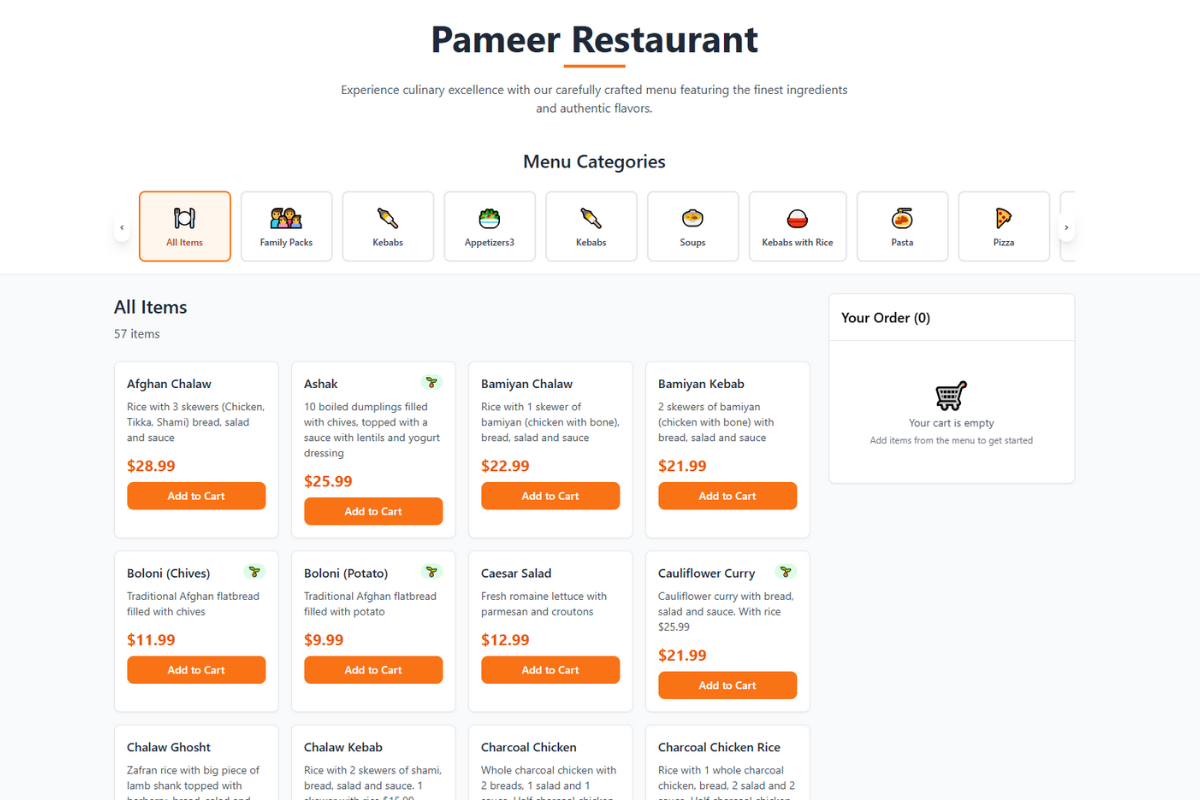 Pameer Restaurant
Experience culinary excellence with our carefully crafted menu featuring the finest ingredients
and authentic flavors.
Menu Categories
‹
All Items
Family Packs
Kebabs
Appetizers3
Kebabs
Soups
Kebabs with Rice
Pasta
Pizza
›
All Items
57 items
Your Order (0)
Your cart is empty
Add items from the menu to get started
Afghan Chalaw
Rice with 3 skewers (Chicken,
Tikka, Shami) bread, salad
and sauce
$28.99
Add to Cart
Ashak
10 boiled dumplings filled
with chives, topped with a
sauce with lentils and yogurt
dressing
$25.99
Add to Cart
Bamiyan Chalaw
Rice with 1 skewer of
bamiyan (chicken with bone),
bread, salad and sauce
$22.99
Add to Cart
Bamiyan Kebab
2 skewers of bamiyan
(chicken with bone) with
bread, salad and sauce
$21.99
Add to Cart
Boloni (Chives)
Traditional Afghan flatbread
filled with chives
$11.99
Add to Cart
Boloni (Potato)
Traditional Afghan flatbread
filled with potato
$9.99
Add to Cart
Caesar Salad
Fresh romaine lettuce with
parmesan and croutons
$12.99
Add to Cart
Cauliflower Curry
Cauliflower curry with bread,
salad and sauce. With rice
$25.99
$21.99
Add to Cart
Chalaw Ghosht
Zafran rice with big piece of
lamb shank topped with
Chalaw Kebab
Rice with 2 skewers of shami,
bread, salad and sauce. 1
Charcoal Chicken
Whole charcoal chicken with
2 breads, 1 salad and 1
Charcoal Chicken Rice
Rice with 1 whole charcoal
chicken, bread, 2 salad and 2